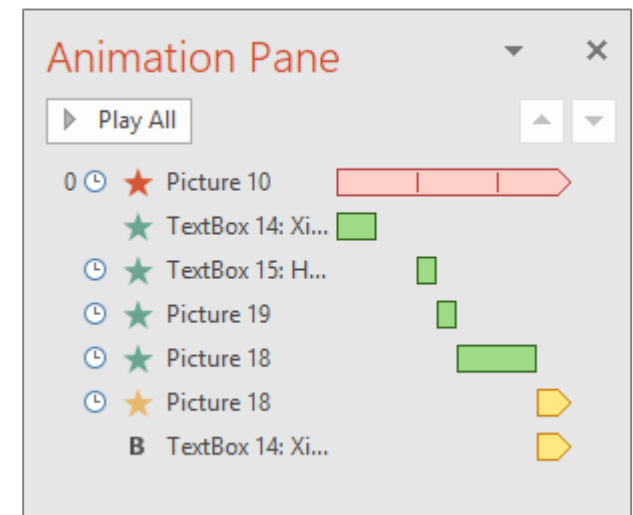 Animation Pane
Play All
0 Picture 10
TextBox 14: Xi...
TextBox 15: H...
Picture 19
Picture 18
Picture 18
B TextBox 14: Xi...